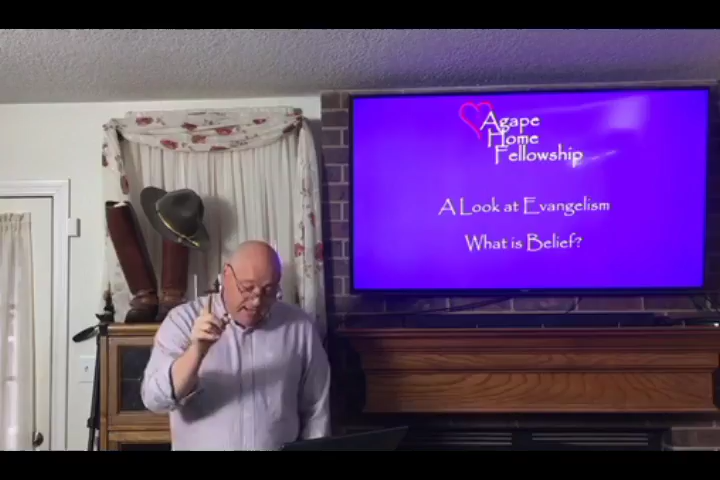 Agape
Home
Fellowship
A Look at Evangelism
What is Belief?